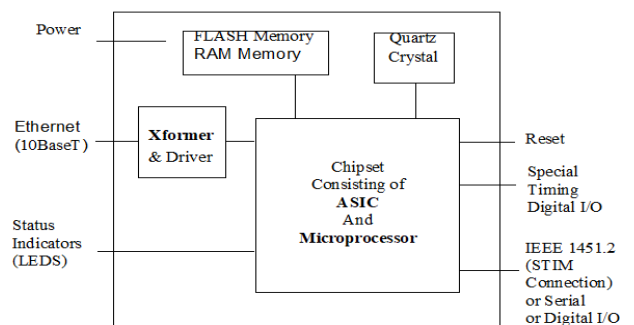 Power
FLASH Memory
RAM Memory
Quartz
Crystal
Ethernet
(10BaseT)
Xformer
& Driver
Chipset
Consisting of
ASIC
And
Microprocessor
Reset
Special
Timing
Digital I/O
Status
Indicators
(LEDS)
IEEE 1451.2
(STIM
Connection)
or Serial
or Digital I/O